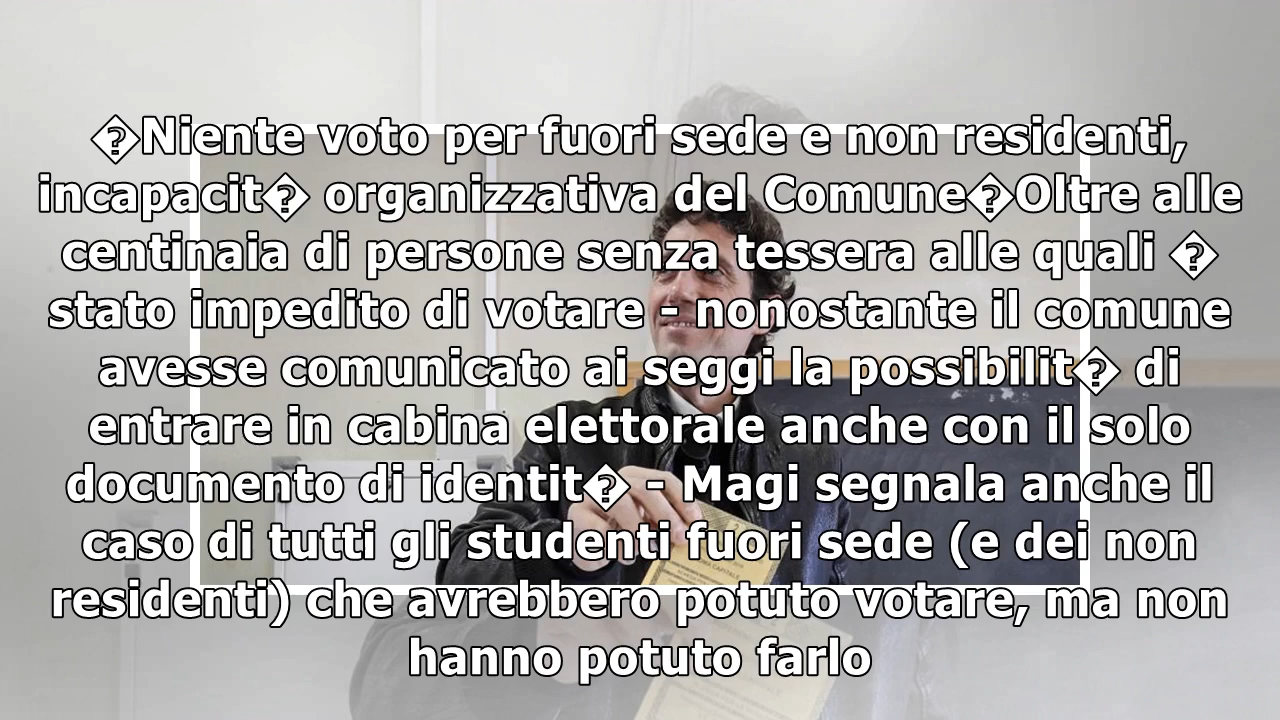 �Niente voto per fuori sede e non residenti,
incapacit� organizzativa del Comune�Oltre alle
centinaia di persone senza tessera alle quali �
stato impedito di votare - nonostante il comune
avesse comunicato ai seggi la possibilit� di
entrare in cabina elettorale anche con il solo
documento di identit� - Magi segnala anche il
caso di tutti gli studenti fuori sede (e dei non
residenti) che avrebbero potuto votare, ma non
hanno potuto farlo